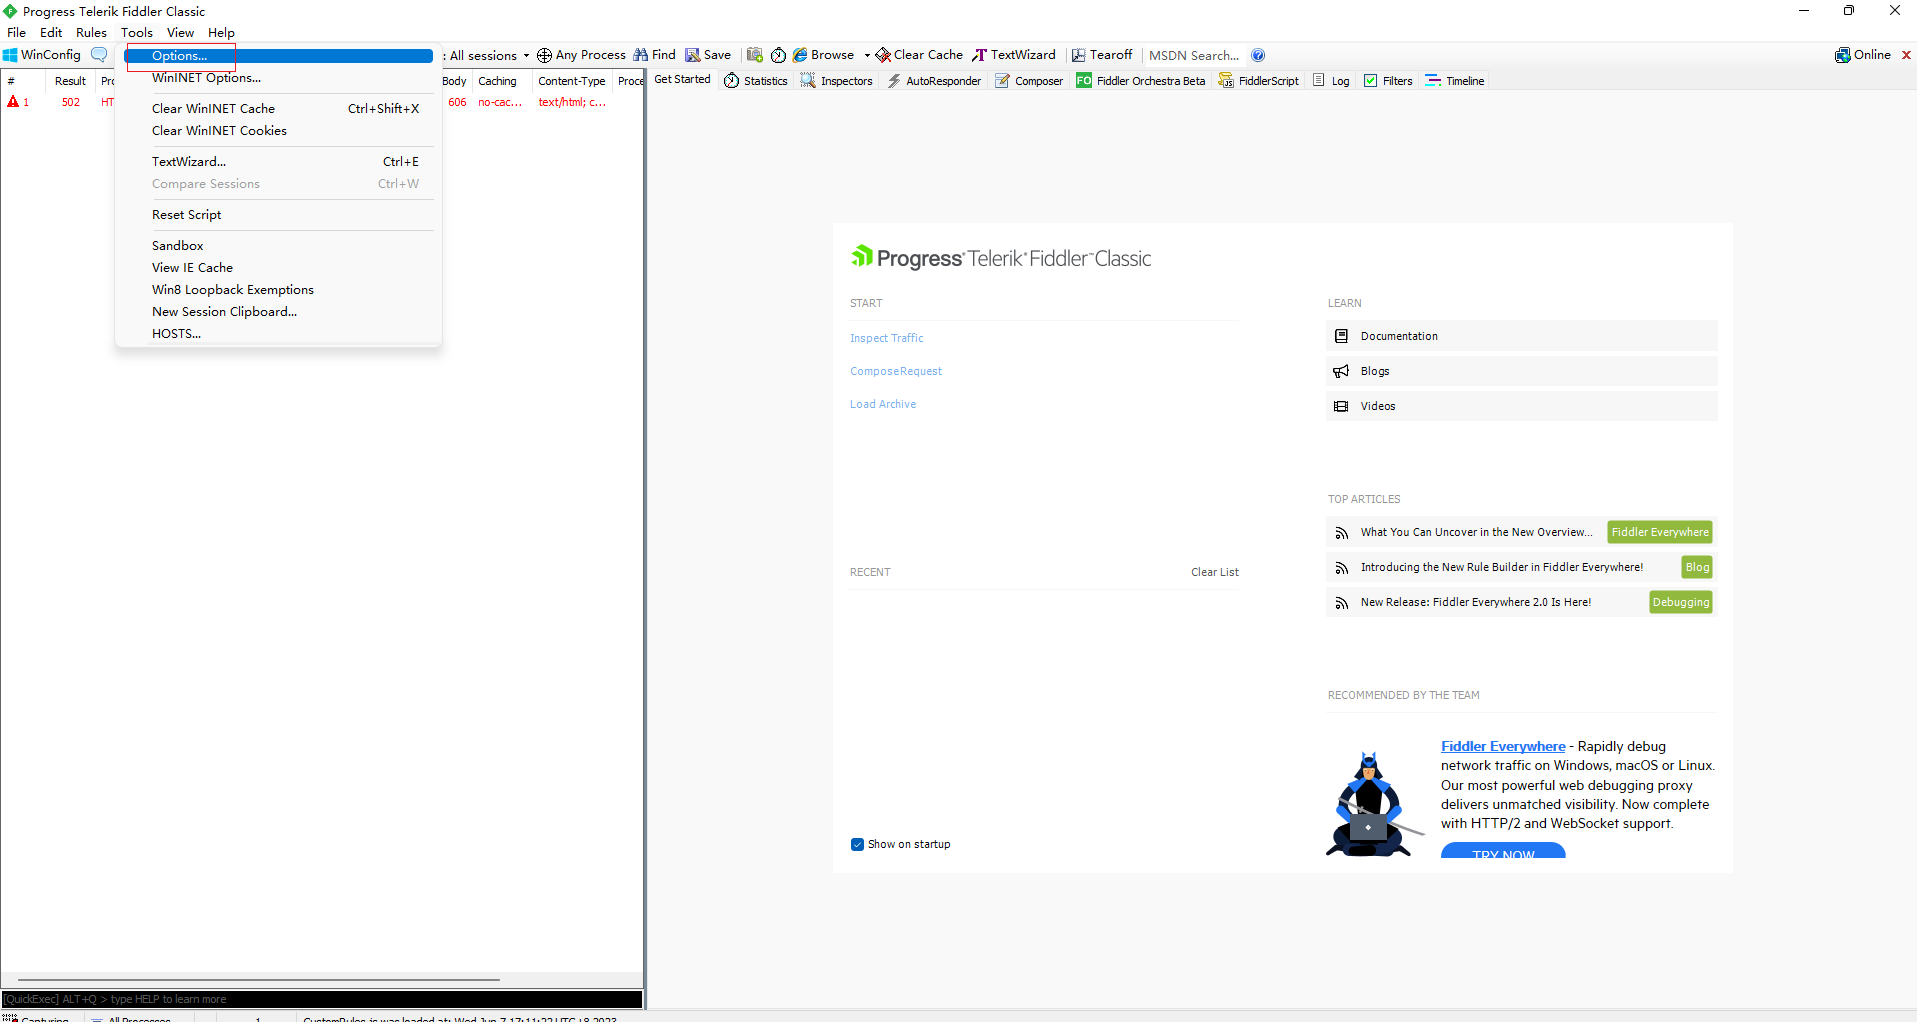 Progress Telerik Fiddler Classic
File Edit Rules Tools View Help
WinConfig : All sessions Any Process Find Save Browse Clear Cache TextWizard Tearoff MSDN Search... Online
# Result Body Caching Content-Type Proce
1 502 HT 606 no-cac... text/html; c...
Options...
WinINET Options...
Clear WinINET Cache Ctrl+Shift+X
Clear WinINET Cookies
TextWizard... Ctrl+E
Compare Sessions Ctrl+W
Reset Script
Sandbox
View IE Cache
Win8 Loopback Exemptions
New Session Clipboard...
HOSTS...
Get Started Statistics Inspectors AutoResponder Composer FO Fiddler Orchestra Beta FiddlerScript Log Filters Timeline
Progress Telerik Fiddler Classic
START
Inspect Traffic
Compose Request
Load Archive
RECENT Clear List
Show on startup
LEARN
Documentation
Blogs
Videos
TOP ARTICLES
What You Can Uncover in the New Overview... Fiddler Everywhere
Introducing the New Rule Builder in Fiddler Everywhere! Blog
New Release: Fiddler Everywhere 2.0 Is Here! Debugging
RECOMMENDED BY THE TEAM
Fiddler Everywhere - Rapidly debug
network traffic on Windows, macOS or Linux.
Our most powerful web debugging proxy
delivers unmatched visibility. Now complete
with HTTP/2 and WebSocket support.
TRY NOW
[QuickExec] ALT+Q > type HELP to learn more
Capturing All Processes 1 CustomRules.js was loaded at: Wed Jun 7 17:11:22 UTC+8 2023